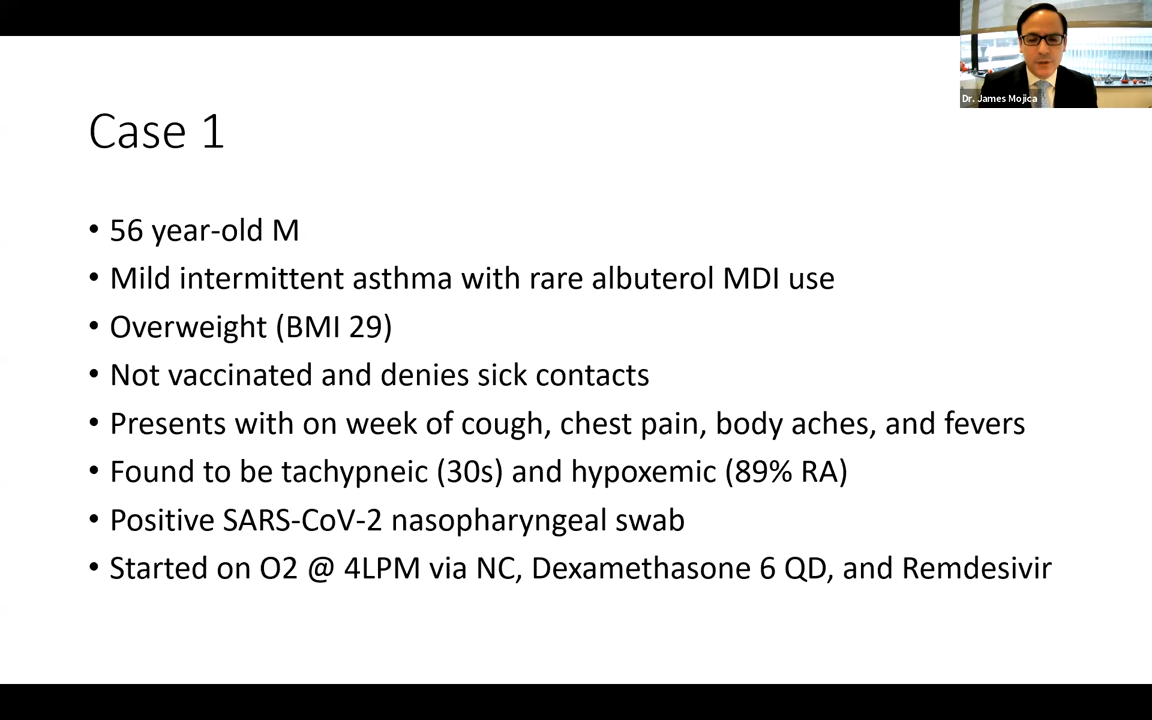 Dr. James Mojica
Case 1
• 56 year-old M
• Mild intermittent asthma with rare albuterol MDI use
• Overweight (BMI 29)
• Not vaccinated and denies sick contacts
• Presents with on week of cough, chest pain, body aches, and fevers
• Found to be tachypneic (30s) and hypoxemic (89% RA)
• Positive SARS-CoV-2 nasopharyngeal swab
• Started on O2 @ 4LPM via NC, Dexamethasone 6 QD, and Remdesivir